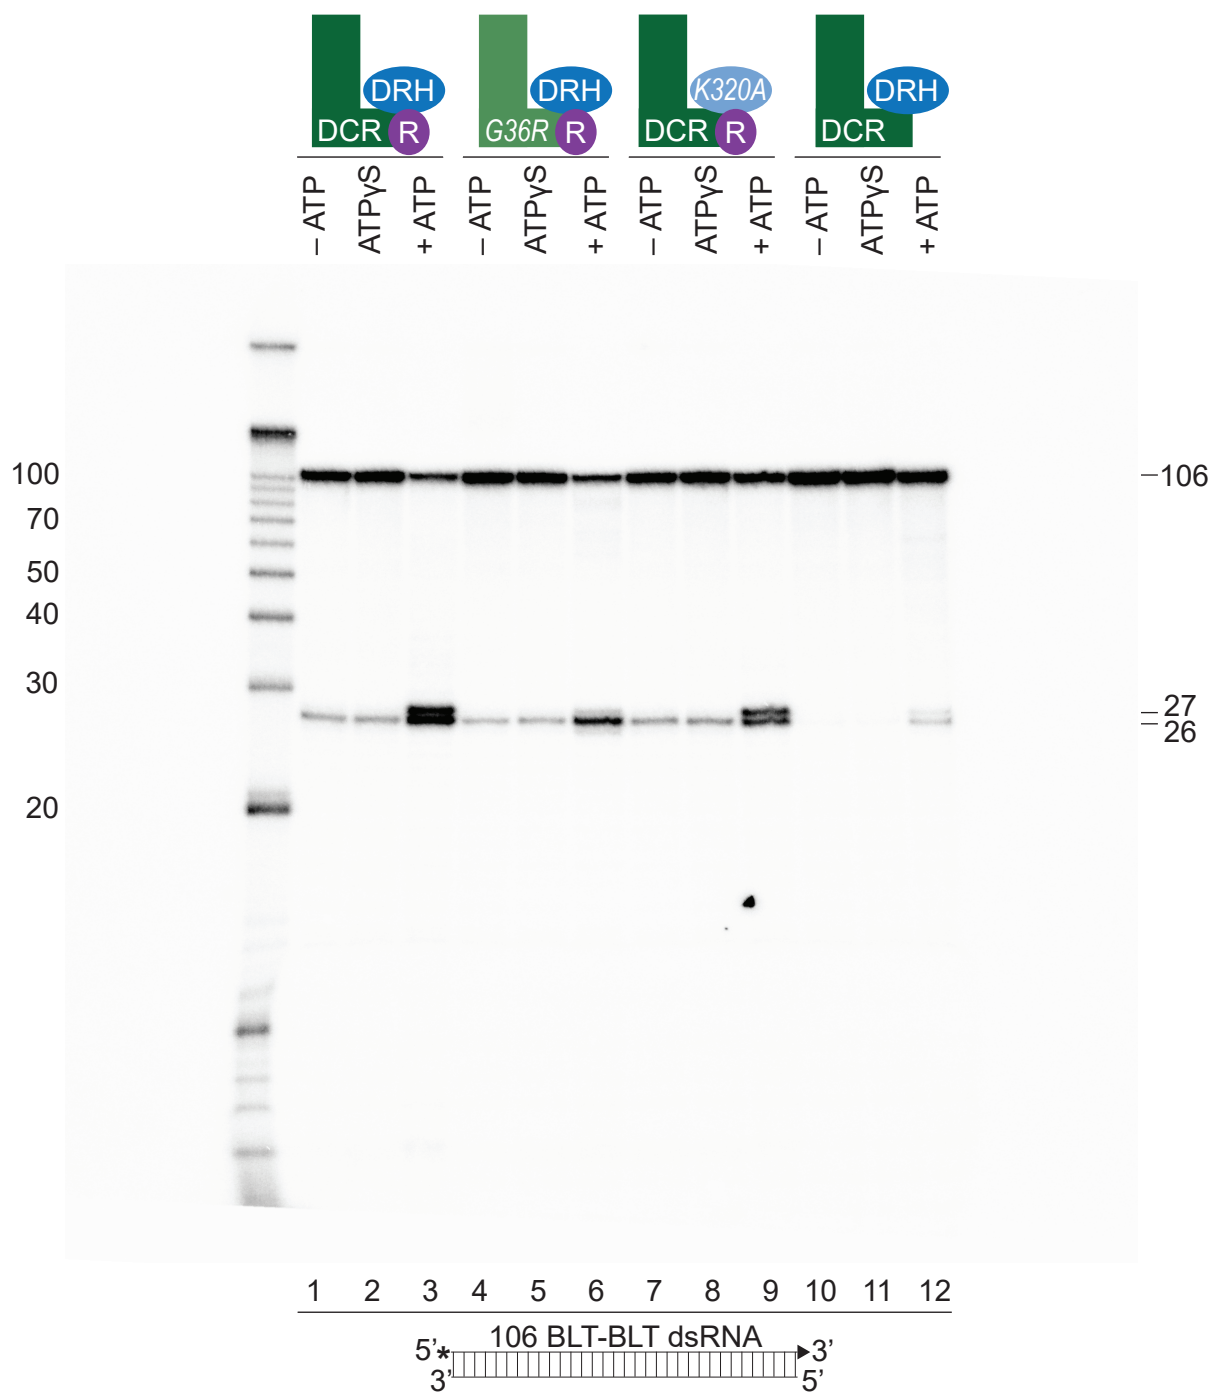 DRH DRH K320A DRH
DCR R G36R R DCR R DCR
– ATP ATPγS + ATP – ATP ATPγS + ATP – ATP ATPγS + ATP – ATP ATPγS + ATP
100
106
70
50
40
30
27
26
20
1 2 3 4 5 6 7 8 9 10 11 12
106 BLT-BLT dsRNA
5’* 3’
3’ 5’